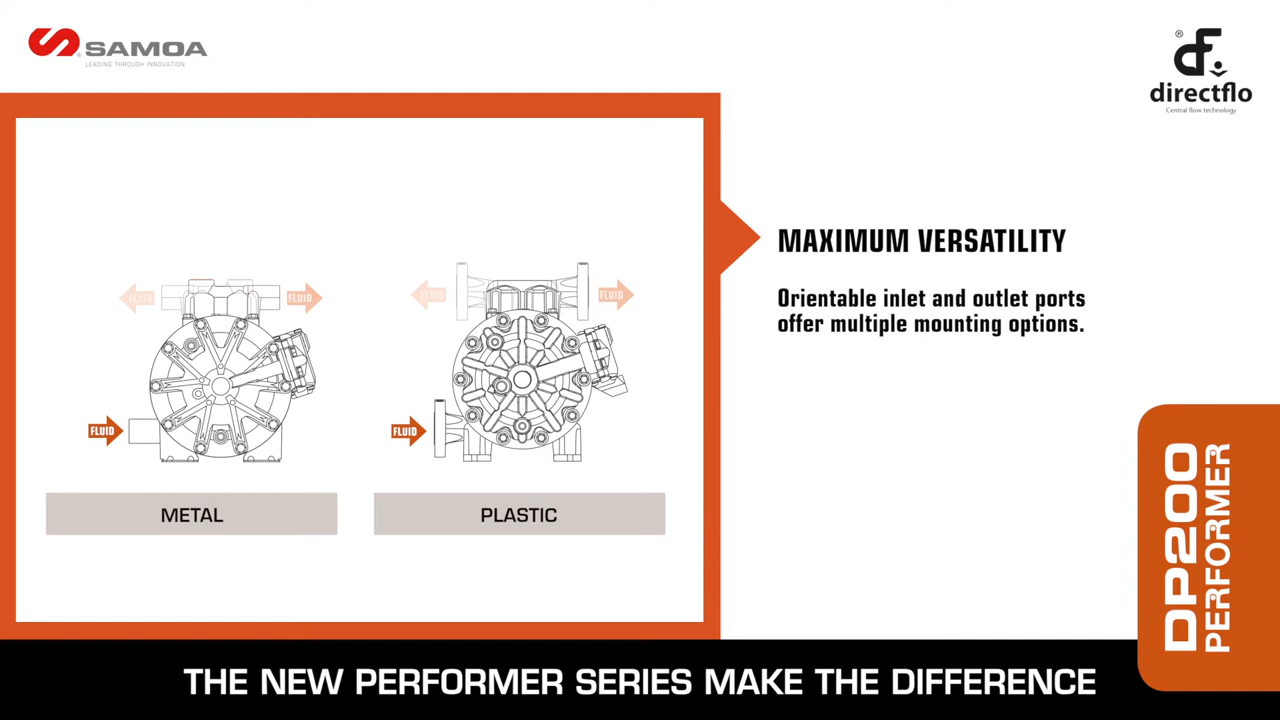 SAMOA
LEADING THROUGH INNOVATION
®
dF
directflo
Central flow technology
MAXIMUM VERSATILITY
Orientable inlet and outlet ports
offer multiple mounting options.
FLUID
FLUID
FLUID
FLUID
FLUID
FLUID
METAL
PLASTIC
DP200
PERFORMER
THE NEW PERFORMER SERIES MAKE THE DIFFERENCE